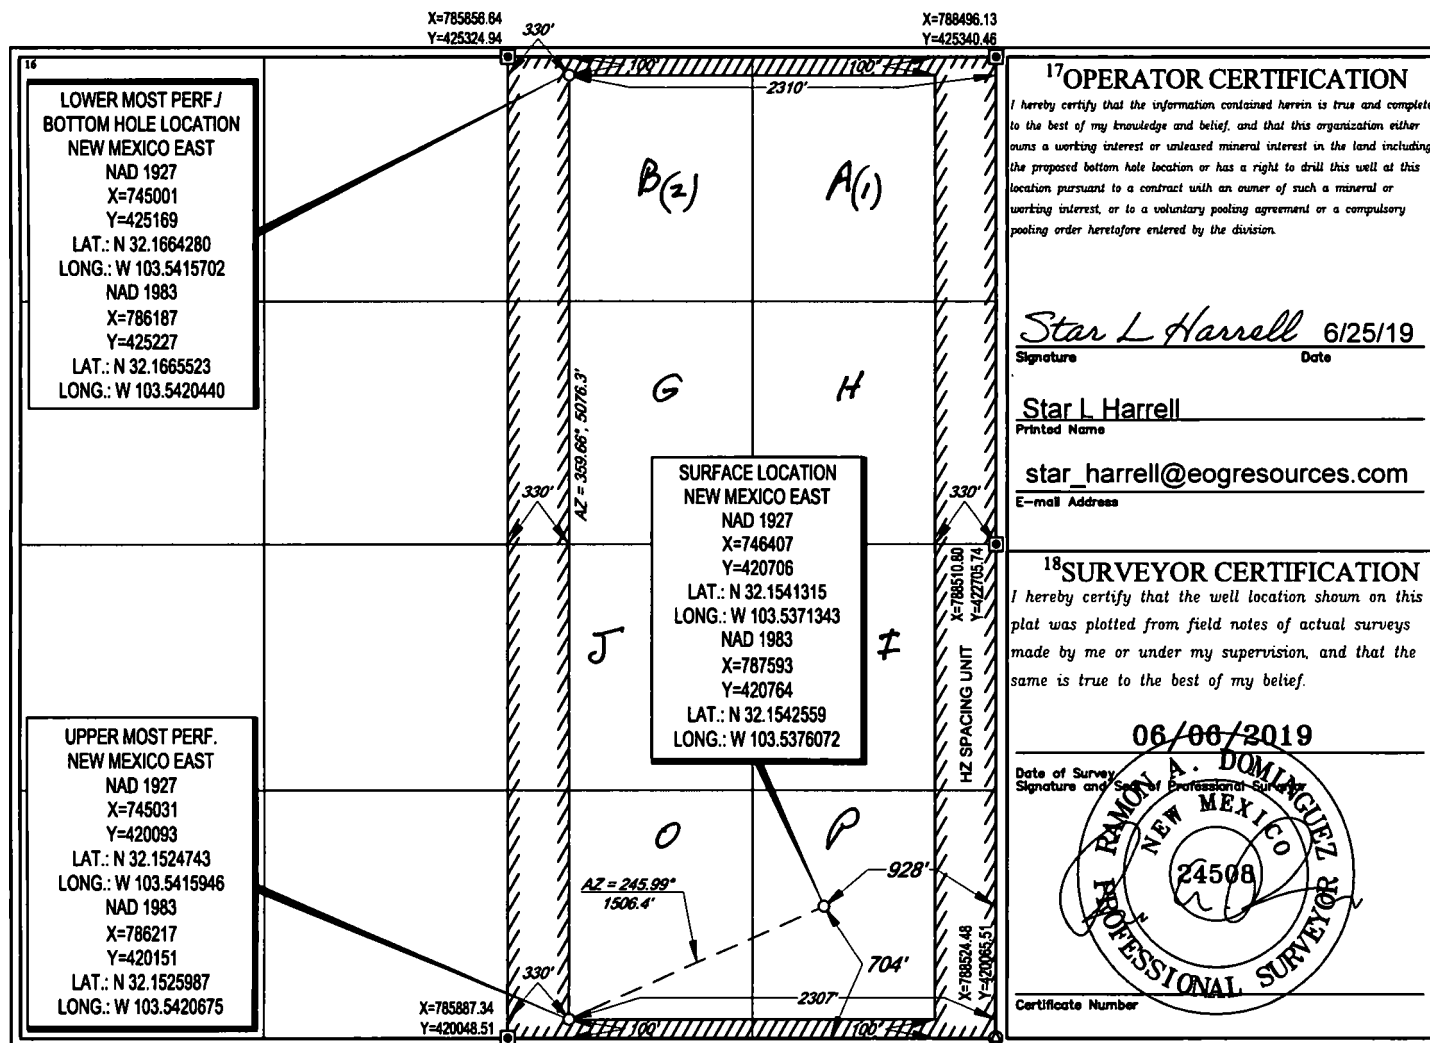 X=785856.64
Y=425324.94
330'
X=788496.13
Y=425340.46
16
100'
100'
2310'
LOWER MOST PERF./
BOTTOM HOLE LOCATION
NEW MEXICO EAST
NAD 1927
X=745001
Y=425169
LAT.: N 32.1664280
LONG.: W 103.5415702
NAD 1983
X=786187
Y=425227
LAT.: N 32.1665523
LONG.: W 103.5420440
B(2)
A(1)
G
H
AZ = 359.66°, 5076.3'
330'
330'
SURFACE LOCATION
NEW MEXICO EAST
NAD 1927
X=746407
Y=420706
LAT.: N 32.1541315
LONG.: W 103.5371343
NAD 1983
X=787593
Y=420764
LAT.: N 32.1542559
LONG.: W 103.5376072
X=788510.80
Y=422705.74
J
I
HZ SPACING UNIT
UPPER MOST PERF.
NEW MEXICO EAST
NAD 1927
X=745031
Y=420093
LAT.: N 32.1524743
LONG.: W 103.5415946
NAD 1983
X=786217
Y=420151
LAT.: N 32.1525987
LONG.: W 103.5420675
O
P
AZ = 245.99°
1506.4'
928'
704'
X=788524.48
Y=420065.51
330'
2307'
X=785887.34
Y=420048.51
100'
100'
17 OPERATOR CERTIFICATION
I hereby certify that the information contained herein is true and complete
to the best of my knowledge and belief, and that this organization either
owns a working interest or unleased mineral interest in the land including
the proposed bottom hole location or has a right to drill this well at this
location pursuant to a contract with an owner of such a mineral or
working interest, or to a voluntary pooling agreement or a compulsory
pooling order heretofore entered by the division.
Star L Harrell 6/25/19
Signature Date
Star L Harrell
Printed Name
star_harrell@eogresources.com
E-mail Address
18 SURVEYOR CERTIFICATION
I hereby certify that the well location shown on this
plat was plotted from field notes of actual surveys
made by me or under my supervision, and that the
same is true to the best of my belief.
06/06/2019
Date of Survey
Signature and Seal of Professional Surveyor
RAMON A. DOMINGUEZ
NEW MEXICO
24508
PROFESSIONAL SURVEYOR
Certificate Number